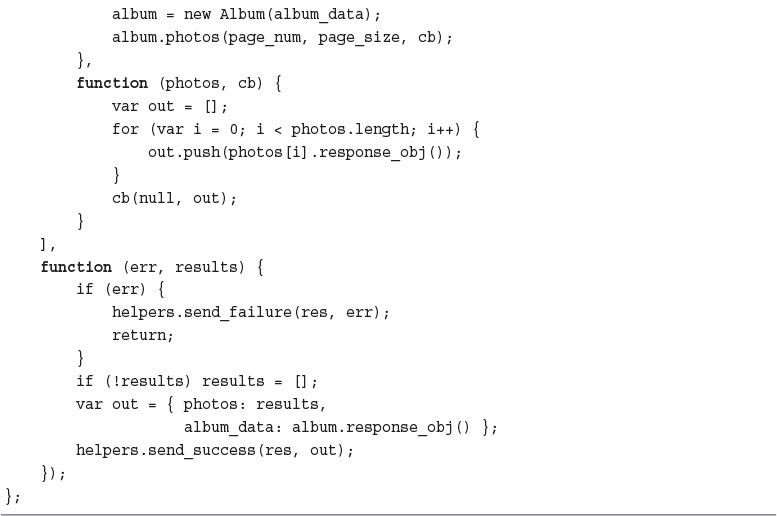 album = new Album(album_data);
            album.photos(page_num, page_size, cb);
        },
        function (photos, cb) {
            var out = [];
            for (var i = 0; i < photos.length; i++) {
                out.push(photos[i].response_obj());
            }
            cb(null, out);
        }
    ],
    function (err, results) {
        if (err) {
            helpers.send_failure(res, err);
            return;
        }
        if (!results) results = [];
        var out = { photos: results,
                    album_data: album.response_obj() };
        helpers.send_success(res, out);
    });
};